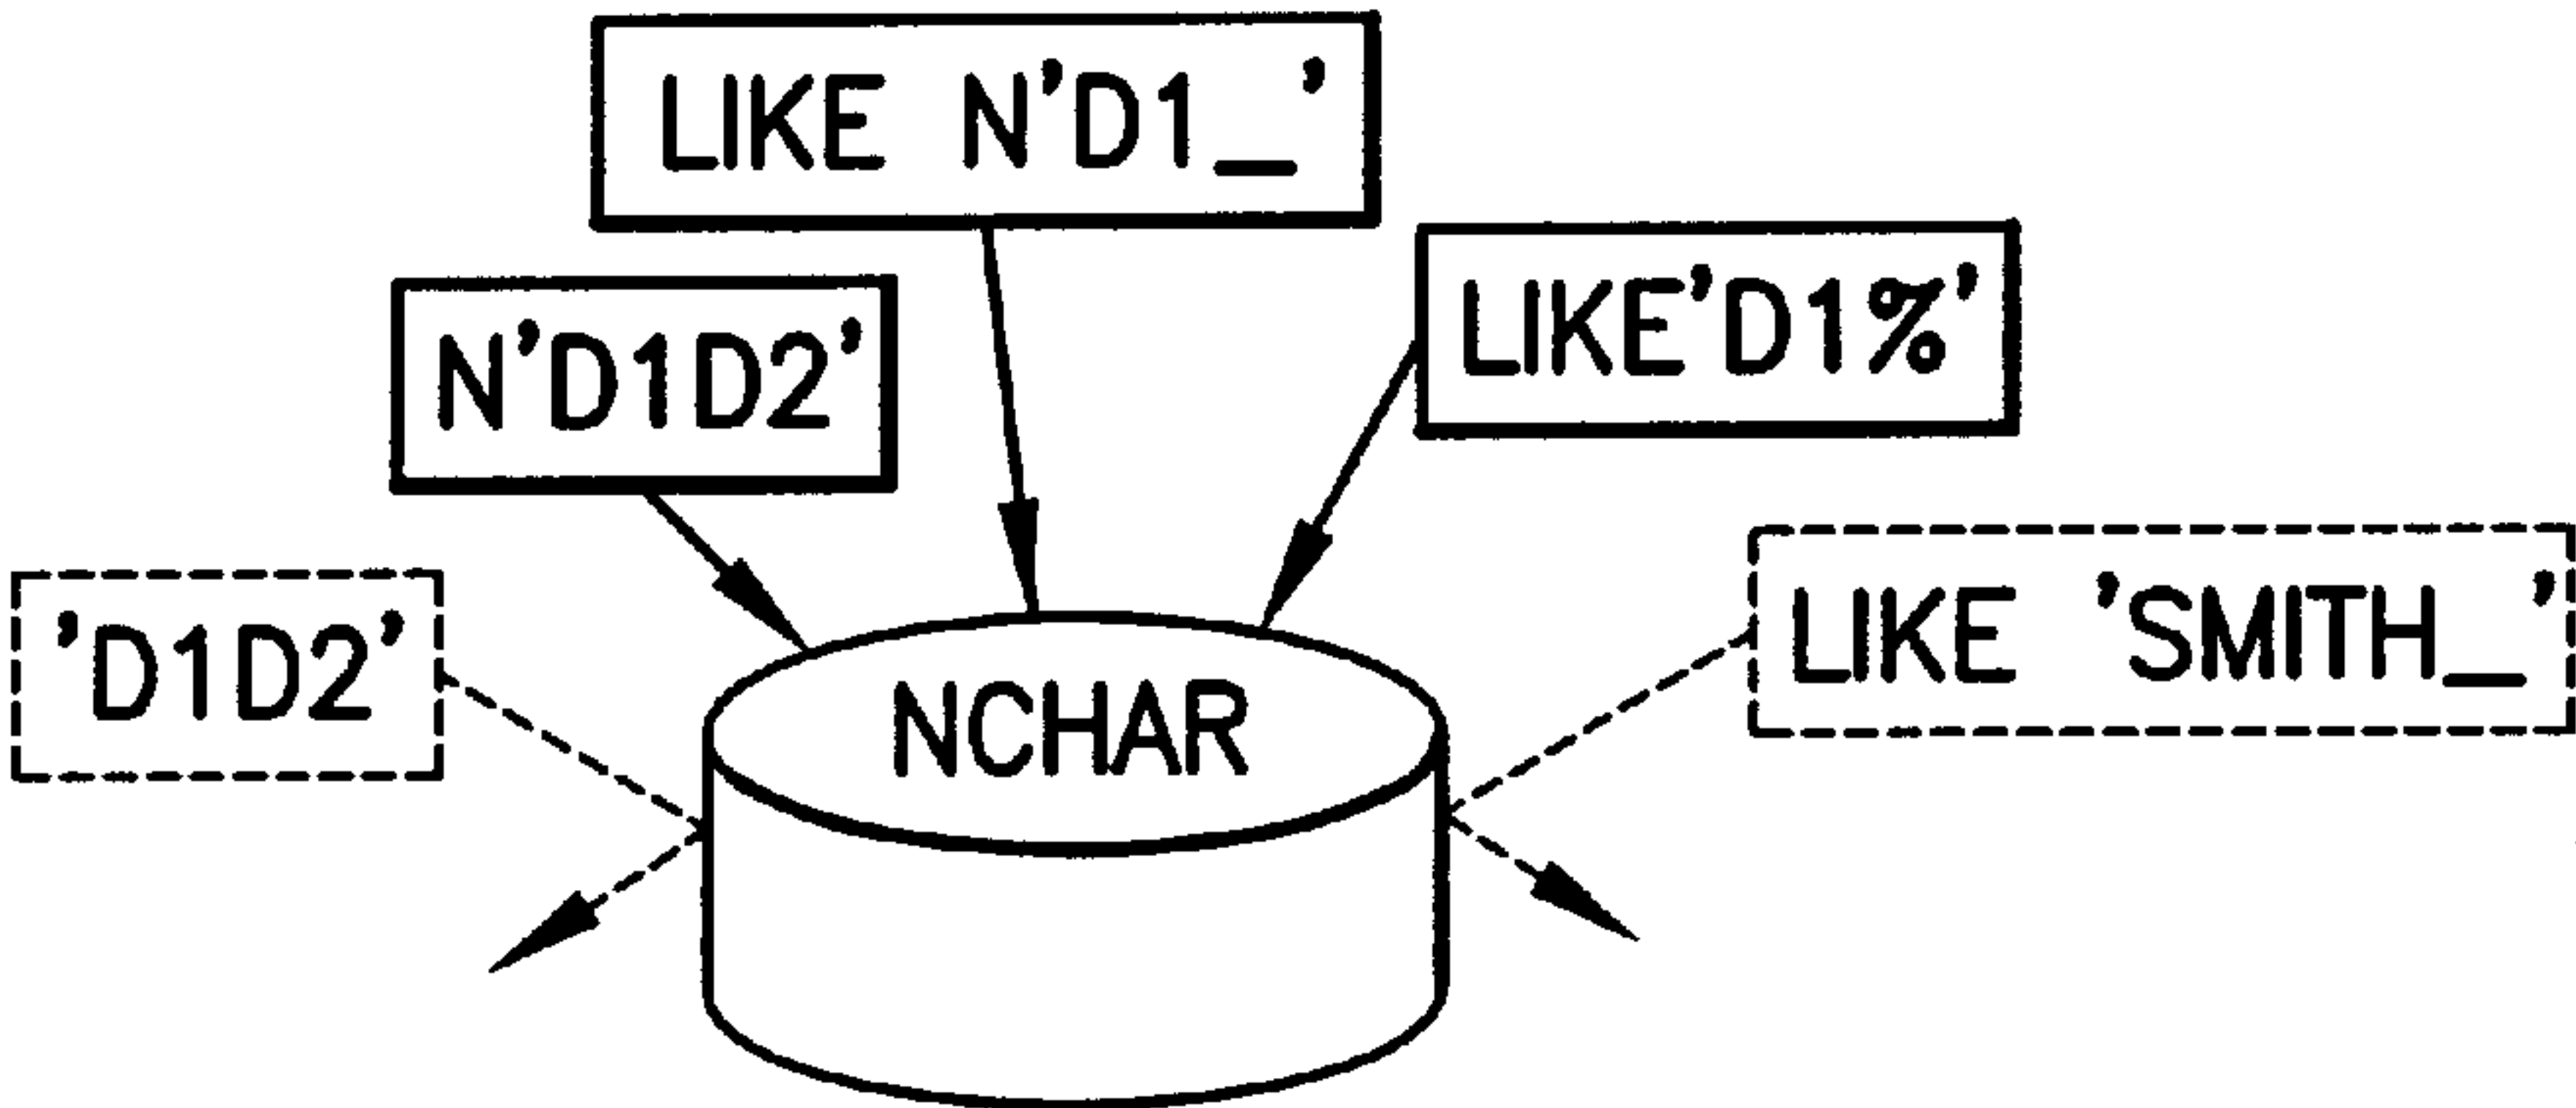 LIKE N'D1_'
LIKE'D1%'
N'D1D2'
'D1D2'
LIKE 'SMITH_'
NCHAR